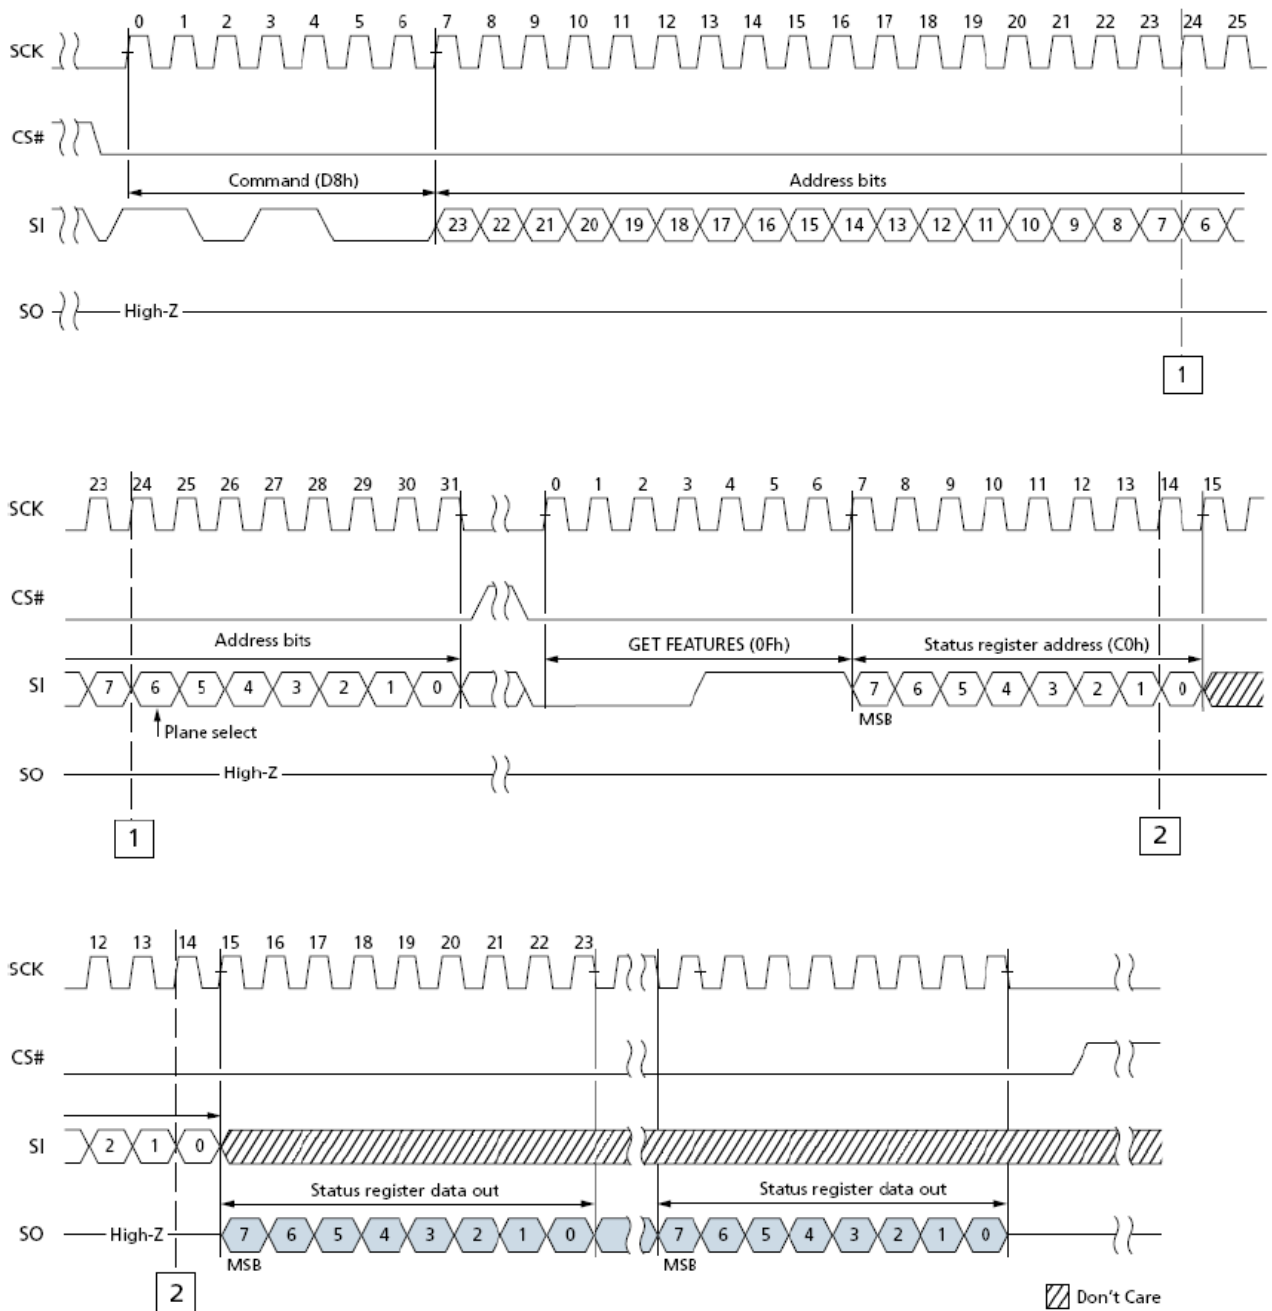 0 1 2 3 4 5 6 7 8 9 10 11 12 13 14 15 16 17 18 19 20 21 22 23 24 25
SCK
CS#
Command (D8h) Address bits
SI 23 22 21 20 19 18 17 16 15 14 13 12 11 10 9 8 7 6
SO High-Z
1
23 24 25 26 27 28 29 30 31 0 1 2 3 4 5 6 7 8 9 10 11 12 13 14 15
SCK
CS#
Address bits GET FEATURES (0Fh) Status register address (C0h)
SI 7 6 5 4 3 2 1 0 7 6 5 4 3 2 1 0
MSB
Plane select
SO High-Z
1 2
12 13 14 15 16 17 18 19 20 21 22 23
SCK
CS#
SI 2 1 0
Status register data out Status register data out
SO High-Z 7 6 5 4 3 2 1 0 7 6 5 4 3 2 1 0
MSB MSB
2
Don't Care